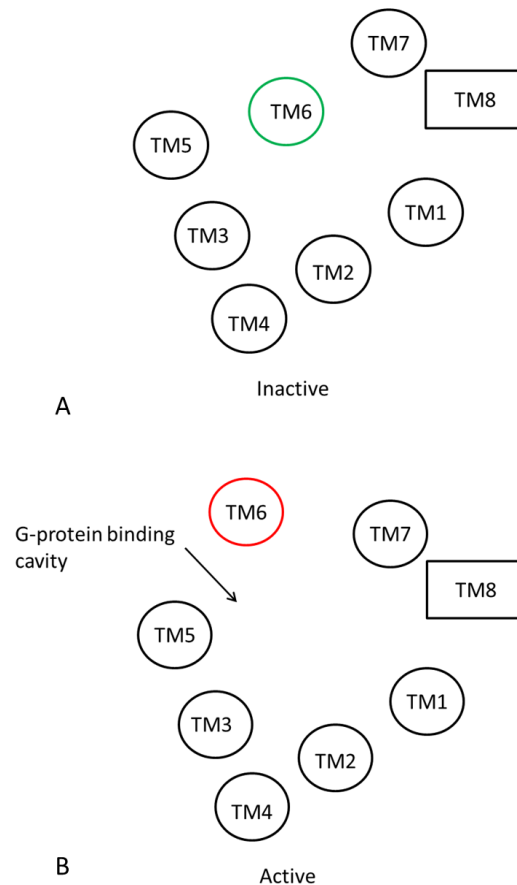 TM7
TM8
TM6
TM5
TM1
TM3
TM2
TM4
Inactive
A
TM6
G-protein binding
cavity
TM7
TM8
TM5
TM1
TM3
TM2
TM4
B
Active